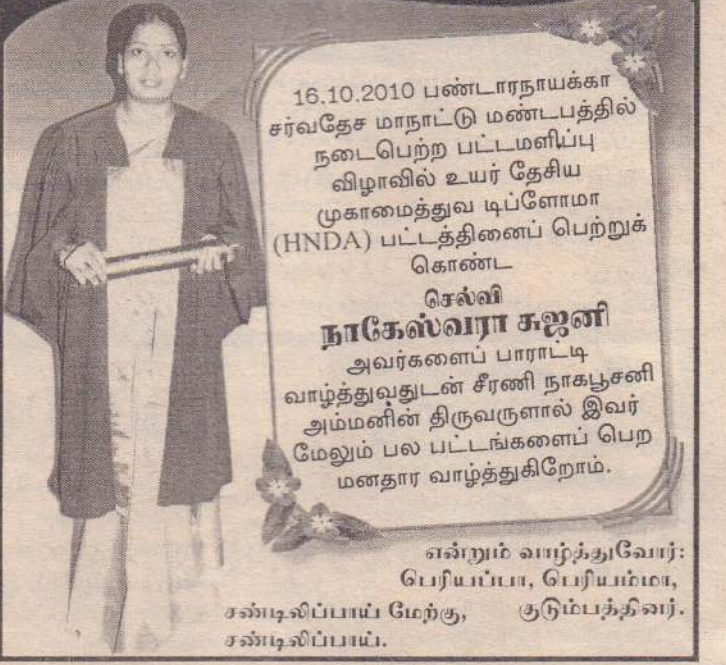 16.10.2010 பண்டாரநாயக்கா
சர்வதேச மாநாட்டு மண்டபத்தில்
நடைபெற்ற பட்டமளிப்பு
விழாவில் உயர் தேசிய
முகாமைத்துவ டிப்ளோமா
(HNDA) பட்டத்தினைப் பெற்றுக்
கொண்ட
செல்வி
நாகேஸ்வரா சுஜனி
அவர்களைப் பாராட்டி
வாழ்த்துவதுடன் சீரணி நாகபூசனி
அம்மனின் திருவருளால் இவர்
மேலும் பல பட்டங்களைப் பெற
மனதார வாழ்த்துகிறோம்.
என்றும் வாழ்த்துவோர்:
பெரியப்பா, பெரியம்மா,
சண்டிலிப்பாய் மேற்கு, குடும்பத்தினர்.
சண்டிலிப்பாய்.